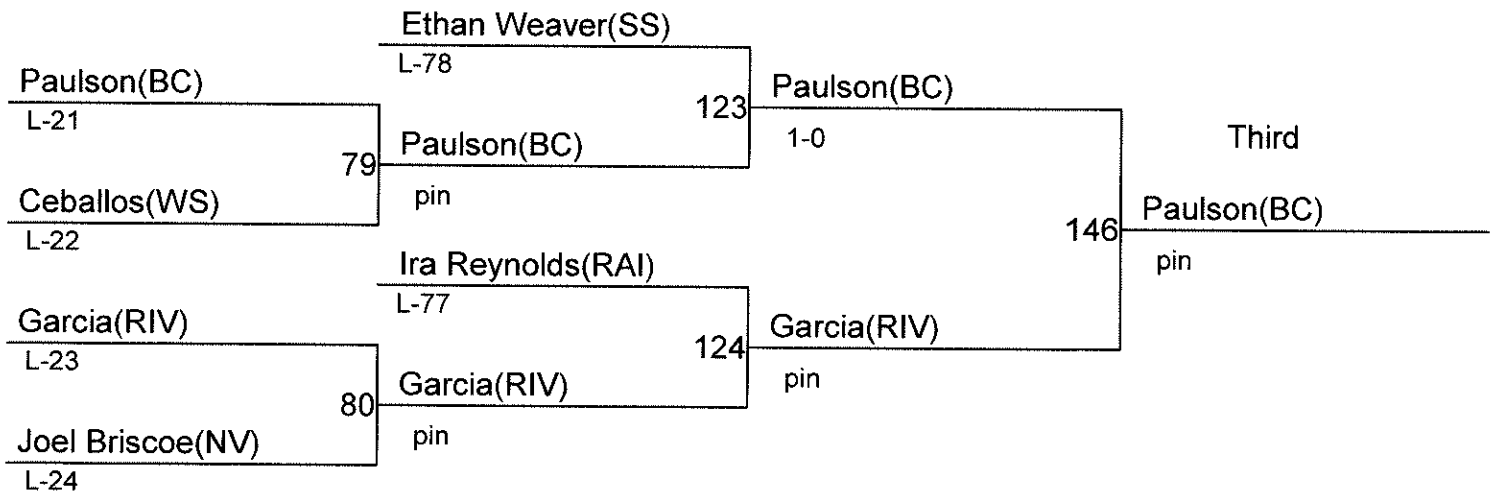 Ethan Weaver(SS)
L-78
Paulson(BC)
L-21
123
Paulson(BC)
1-0
Third
79
Paulson(BC)
pin
Ceballos(WS)
L-22
146
Paulson(BC)
pin
Ira Reynolds(RAI)
L-77
Garcia(RIV)
L-23
124
Garcia(RIV)
pin
80
Garcia(RIV)
pin
Joel Briscoe(NV)
L-24